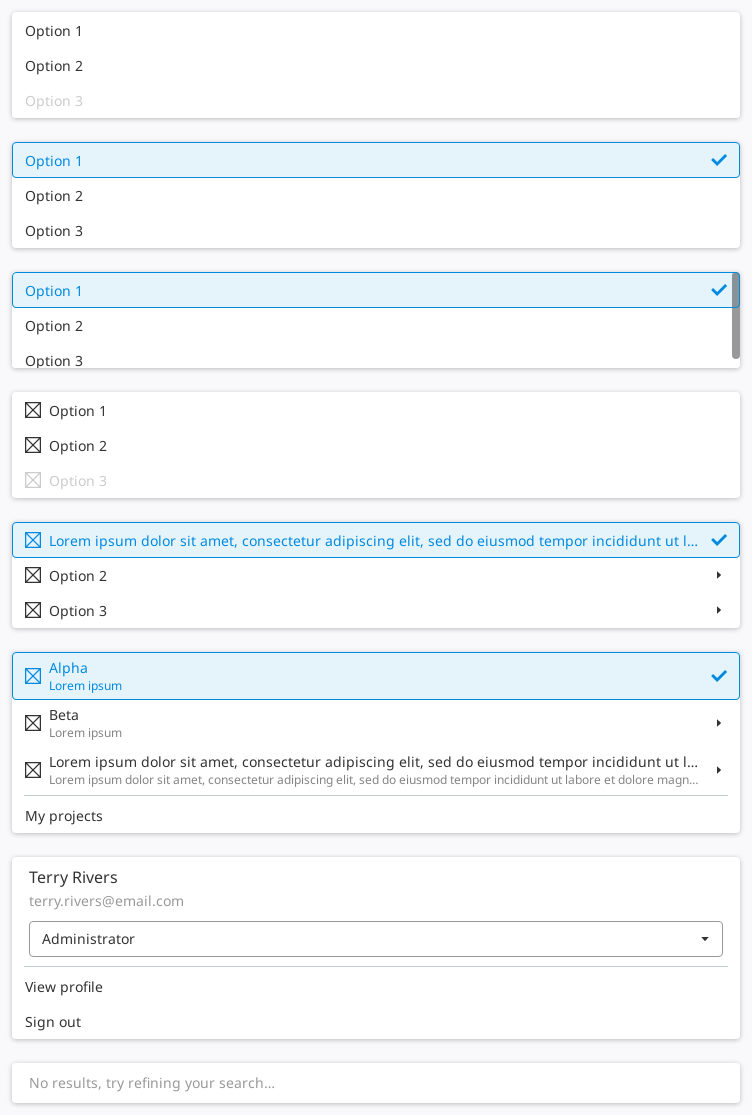 Option 1
Option 2
Option 3
Option 1
Option 2
Option 3
Option 1
Option 2
Option 3
Option 1
Option 2
Option 3
Lorem ipsum dolor sit amet, consectetur adipiscing elit, sed do eiusmod tempor incididunt ut l...
Option 2
Option 3
Alpha
Lorem ipsum
Beta
Lorem ipsum
Lorem ipsum dolor sit amet, consectetur adipiscing elit, sed do eiusmod tempor incididunt ut l...
Lorem ipsum dolor sit amet, consectetur adipiscing elit, sed do eiusmod tempor incididunt ut labore et dolore magn...
My projects
Terry Rivers
terry.rivers@email.com
Administrator
View profile
Sign out
No results, try refining your search...